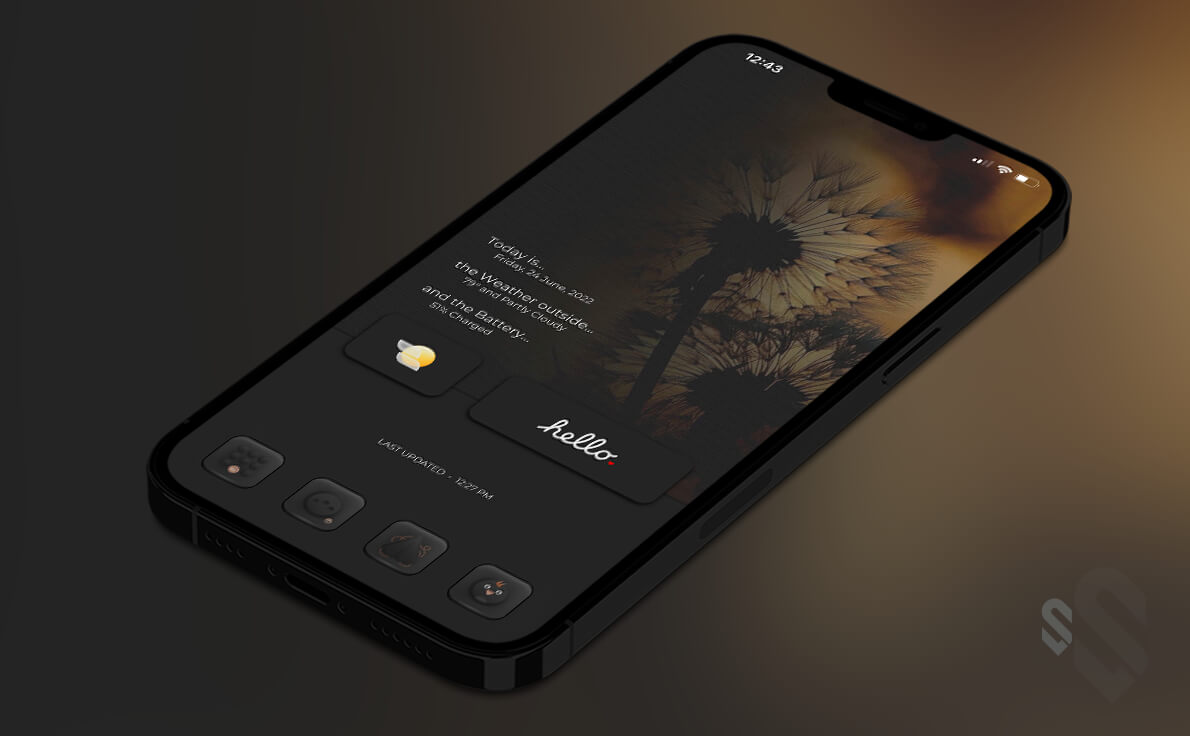 12:43
Today is...
Friday, 24 June, 2022
the Weather outside...
79° and Partly Cloudy
and the Battery...
51% Charged
hello
LAST UPDATED - 12:27 PM